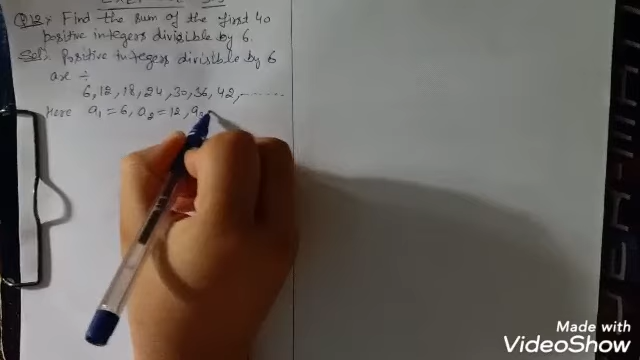 Q12: Find the sum of the first 40
positive integers divisible by 6.
Sol: Positive integers divisible by 6
are ÷
6, 12, 18, 24, 30, 36, 42, .......
Here a₁ = 6, a₂ = 12, a
Made with
VideoShow